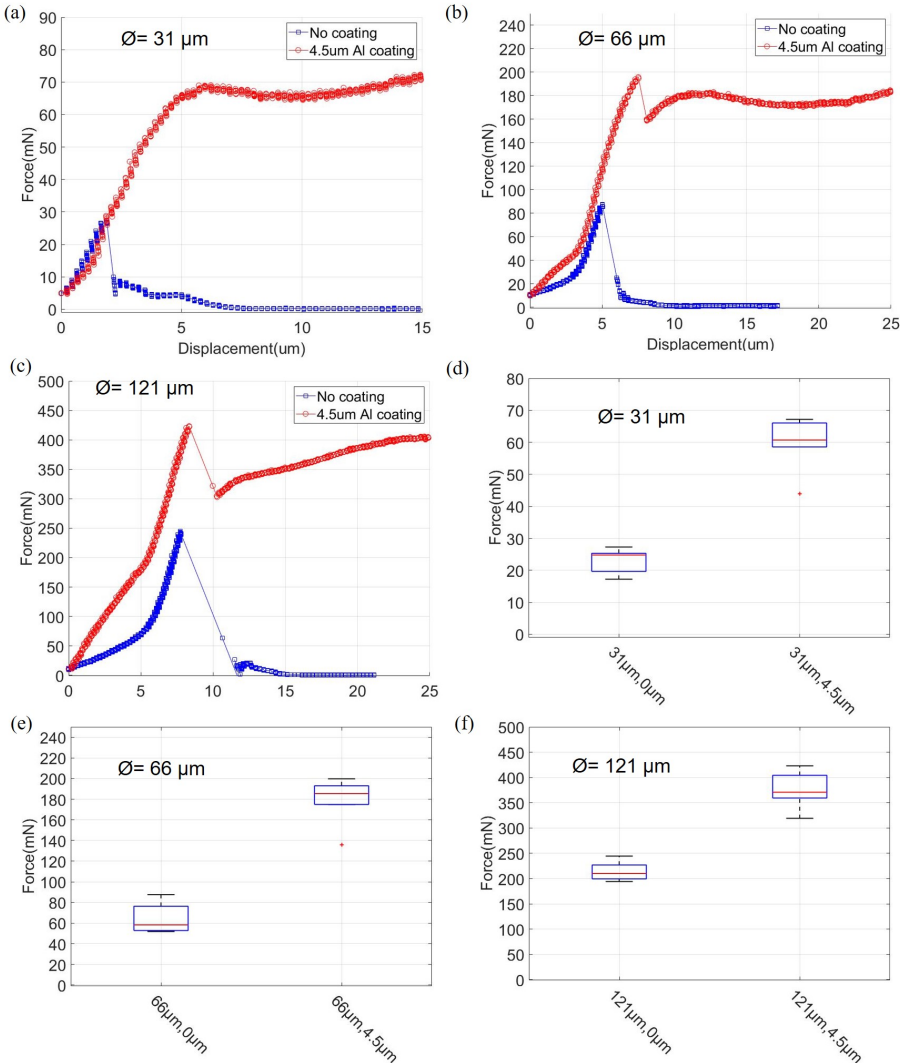 (a)
Ø= 31 µm
No coating
4.5um Al coating
90
80
70
60
50
40
30
20
10
0
Force(mN)
0 5 10 15
Displacement(um)
(b)
Ø= 66 µm
No coating
4.5um Al coating
240
220
200
180
160
140
120
100
80
60
40
20
0
Force(mN)
0 5 10 15 20 25
Displacement(um)
(c)
Ø= 121 µm
No coating
4.5um Al coating
500
450
400
350
300
250
200
150
100
50
0
Force(mN)
0 5 10 15 20 25
(d)
Ø= 31 µm
80
70
60
50
40
30
20
10
0
Force(mN)
31µm,0µm
31µm,4.5µm
(e)
Ø= 66 µm
240
220
200
180
160
140
120
100
80
60
40
20
0
Force(mN)
66µm,0µm
66µm,4.5µm
(f)
Ø= 121 µm
500
450
400
350
300
250
200
150
100
50
0
Force(mN)
121µm,0µm
121µm,4.5µm